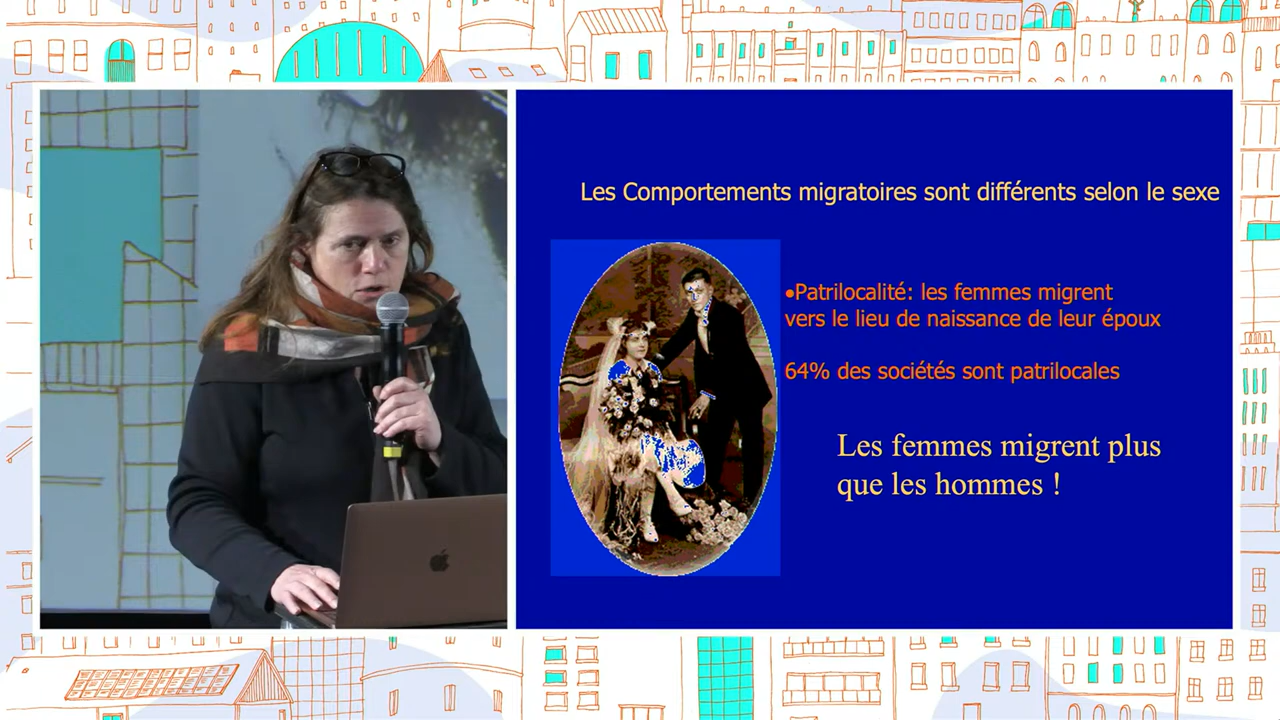 Les Comportements migratoires sont différents selon le sexe
•Patrilocalité: les femmes migrent
vers le lieu de naissance de leur époux
64% des sociétés sont patrilocales
Les femmes migrent plus
que les hommes !